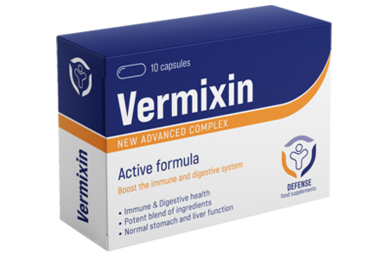 10 capsules
Vermixin
NEW ADVANCED COMPLEX
Active formula
Boost the immune and digestive system
• Immune & Digestive health
• Potent blend of ingredients
• Normal stomach and liver function
DEFENSE
food supplements
Vermixin